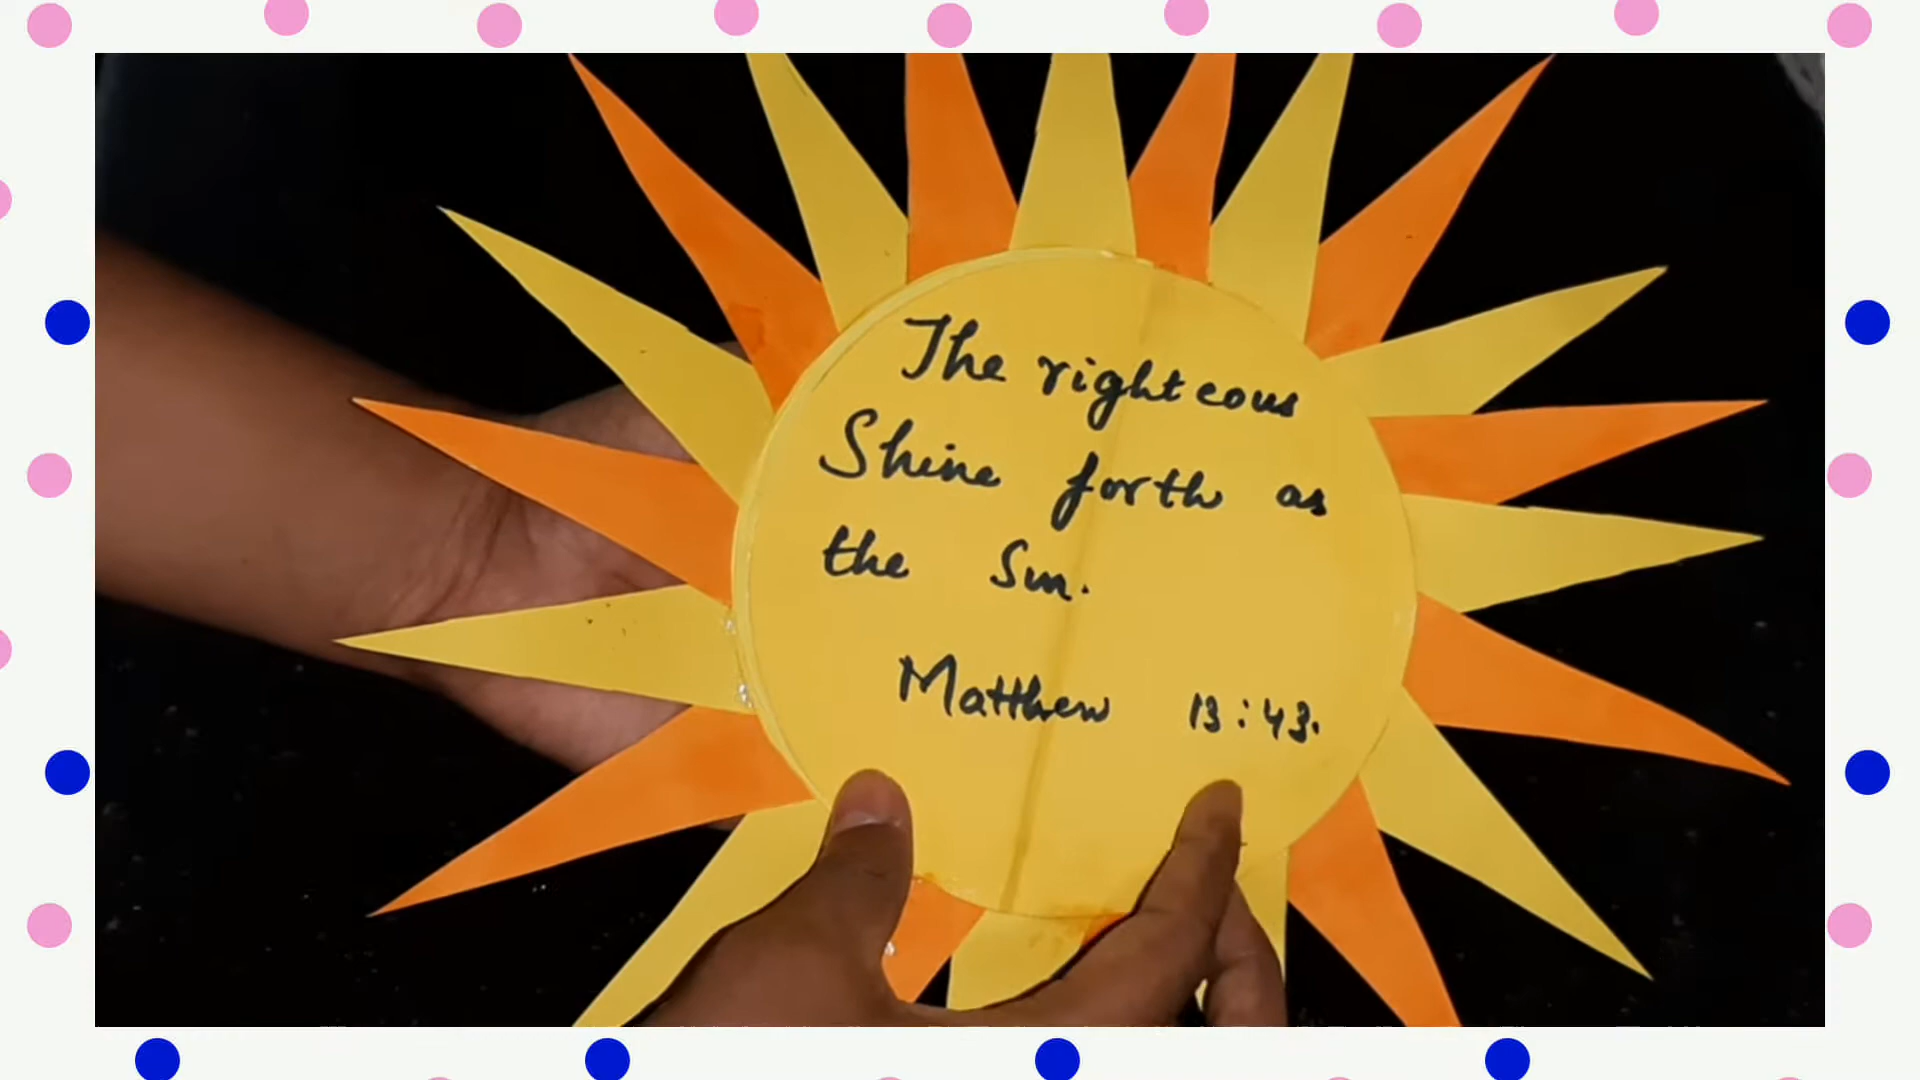 The righteous
Shine forth as
the Sun.
Matthew 13:43.